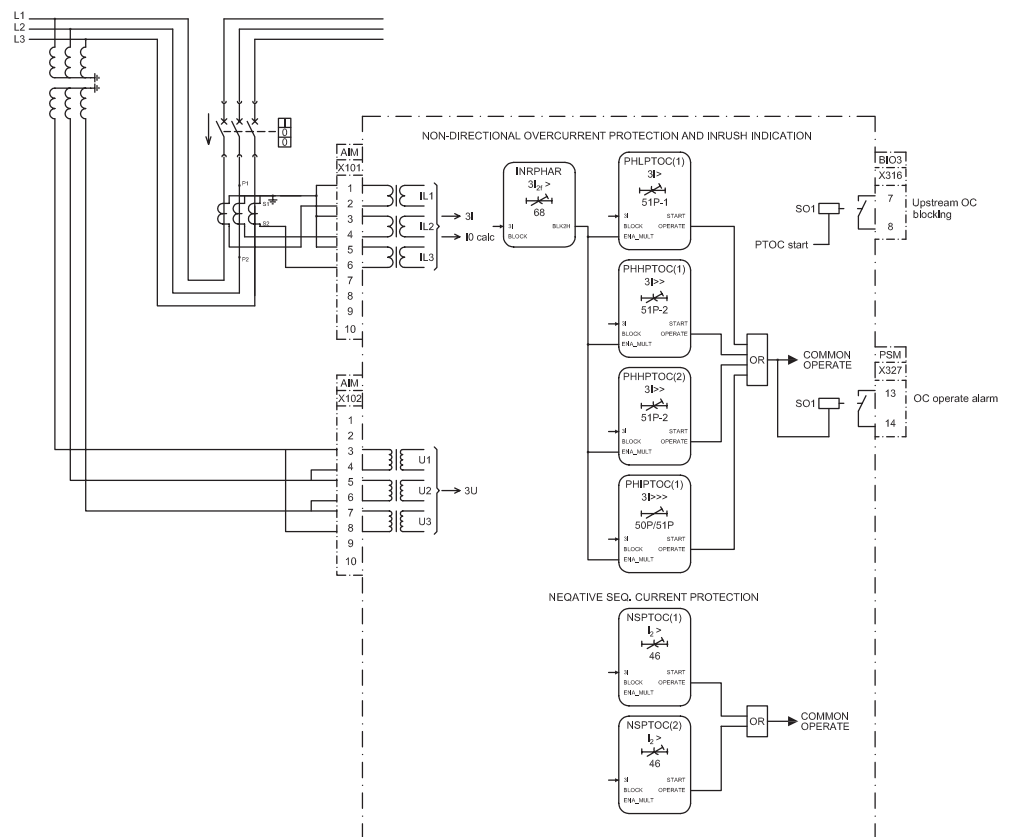 L1
L2
L3
I
0
0
P1
S1
S2
P2
NON-DIRECTIONAL OVERCURRENT PROTECTION AND INRUSH INDICATION
AIM
X101
1
2
3
4
5
6
7
8
9
10
IL1
IL2
IL3
3I
I0 calc
INRPHAR
3I2f >
68
3I
BLK2H
BLOCK
PHLPTOC(1)
3I>
51P-1
3I
START
BLOCK
OPERATE
ENA_MULT
PHHPTOC(1)
3I>>
51P-2
3I
START
BLOCK
OPERATE
ENA_MULT
PHHPTOC(2)
3I>>
51P-2
3I
START
BLOCK
OPERATE
ENA_MULT
PHIPTOC(1)
3I>>>
50P/51P
3I
START
BLOCK
OPERATE
ENA_MULT
OR
COMMON
OPERATE
BIO3
X316
7
8
SO1
PTOC start
Upstream OC
blocking
PSM
X327
13
14
SO1
OC operate alarm
AIM
X102
1
2
3
4
5
6
7
8
9
10
U1
U2
U3
3U
NEQATIVE SEQ. CURRENT PROTECTION
NSPTOC(1)
I2 >
46
3I
START
BLOCK
OPERATE
ENA_MULT
NSPTOC(2)
I2 >
46
3I
START
BLOCK
OPERATE
ENA_MULT
OR
COMMON
OPERATE